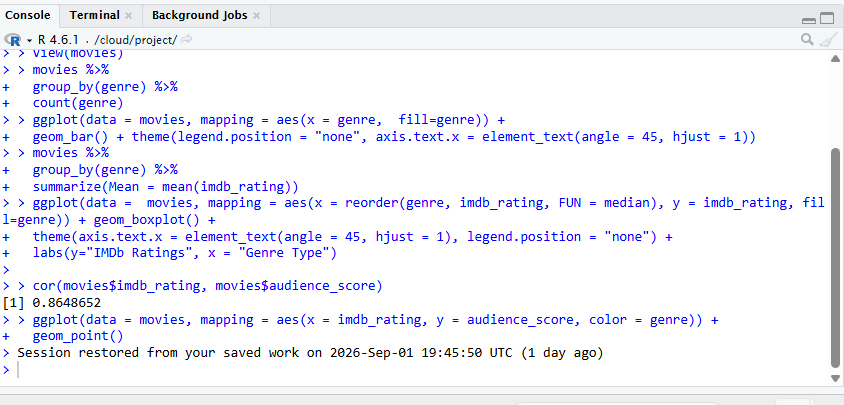 Console Terminal × Background Jobs ×
R 4.6.1 · /cloud/project/
> > View(movies)
> > movies %>%
+   group_by(genre) %>%
+   count(genre)
> > ggplot(data = movies, mapping = aes(x = genre,  fill=genre)) +
+   geom_bar() + theme(legend.position = "none", axis.text.x = element_text(angle = 45, hjust = 1))
> > movies %>%
+   group_by(genre) %>%
+   summarize(Mean = mean(imdb_rating))
> > ggplot(data =  movies, mapping = aes(x = reorder(genre, imdb_rating, FUN = median), y = imdb_rating, fil
l=genre)) + geom_boxplot() +
+   theme(axis.text.x = element_text(angle = 45, hjust = 1), legend.position = "none") +
+   labs(y="IMDb Ratings", x = "Genre Type")
>
> > cor(movies$imdb_rating, movies$audience_score)
[1] 0.8648652
> > ggplot(data = movies, mapping = aes(x = imdb_rating, y = audience_score, color = genre)) +
+   geom_point()
> Session restored from your saved work on 2026-Sep-01 19:45:50 UTC (1 day ago)
>